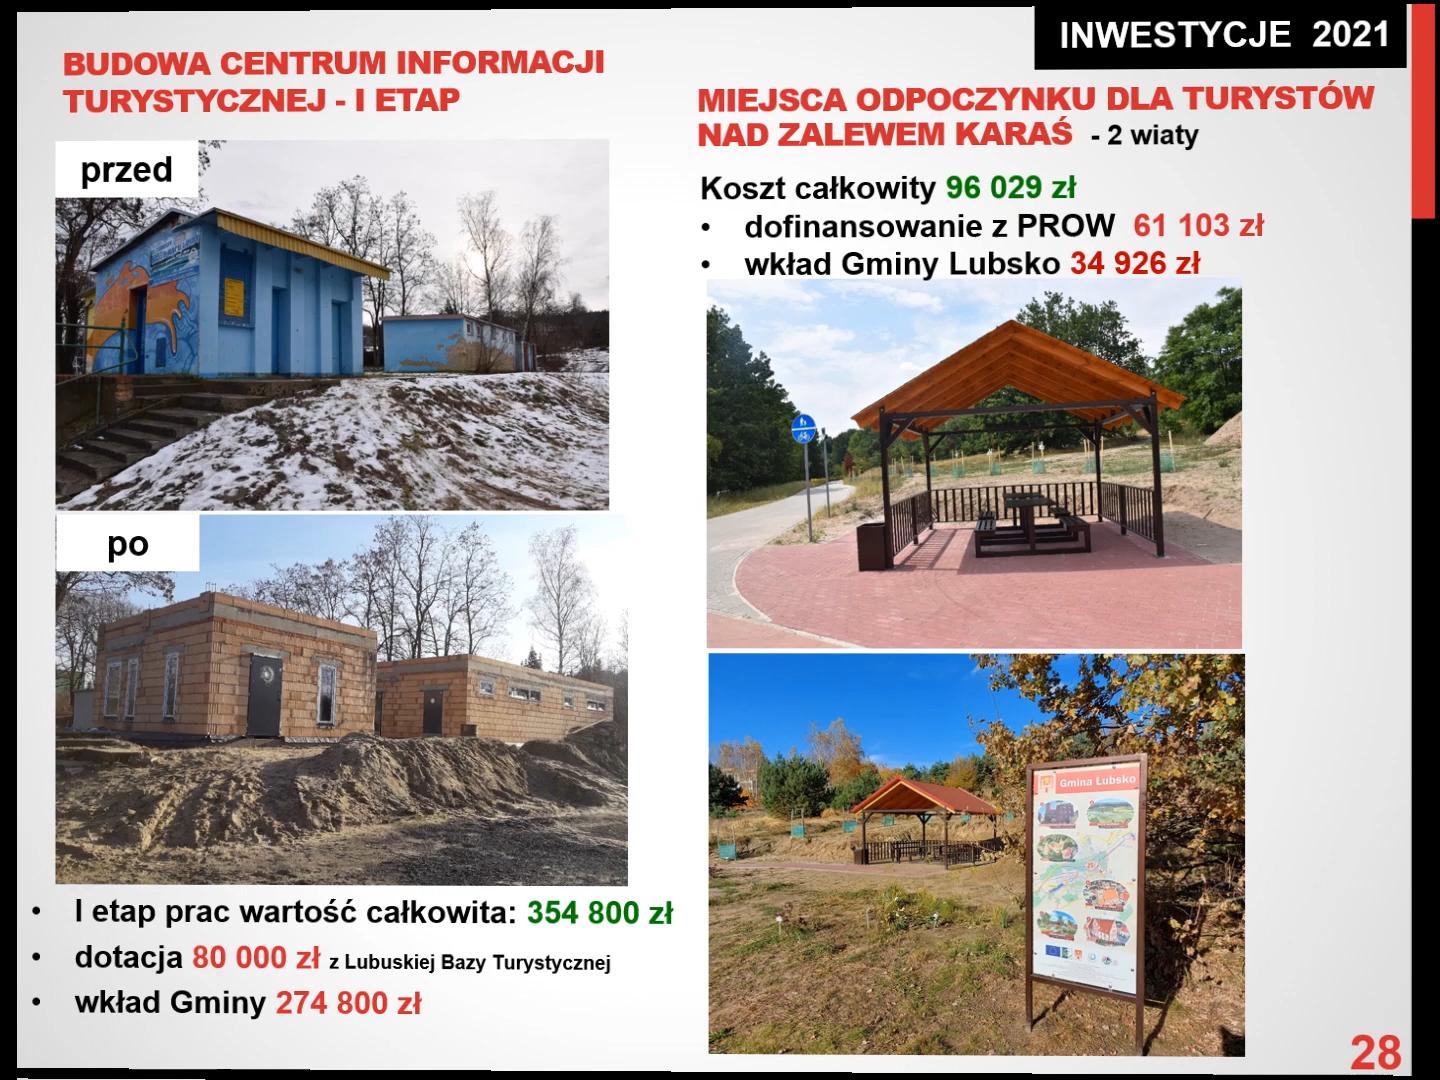 INWESTYCJE 2021
BUDOWA CENTRUM INFORMACJI
TURYSTYCZNEJ - I ETAP
przed
po
• I etap prac wartość całkowita: 354 800 zł
• dotacja 80 000 zł z Lubuskiej Bazy Turystycznej
• wkład Gminy 274 800 zł
MIEJSCA ODPOCZYNKU DLA TURYSTÓW
NAD ZALEWEM KARAŚ - 2 wiaty
Koszt całkowity 96 029 zł
• dofinansowanie z PROW 61 103 zł
• wkład Gminy Lubsko 34 926 zł
Gmina Lubsko
28